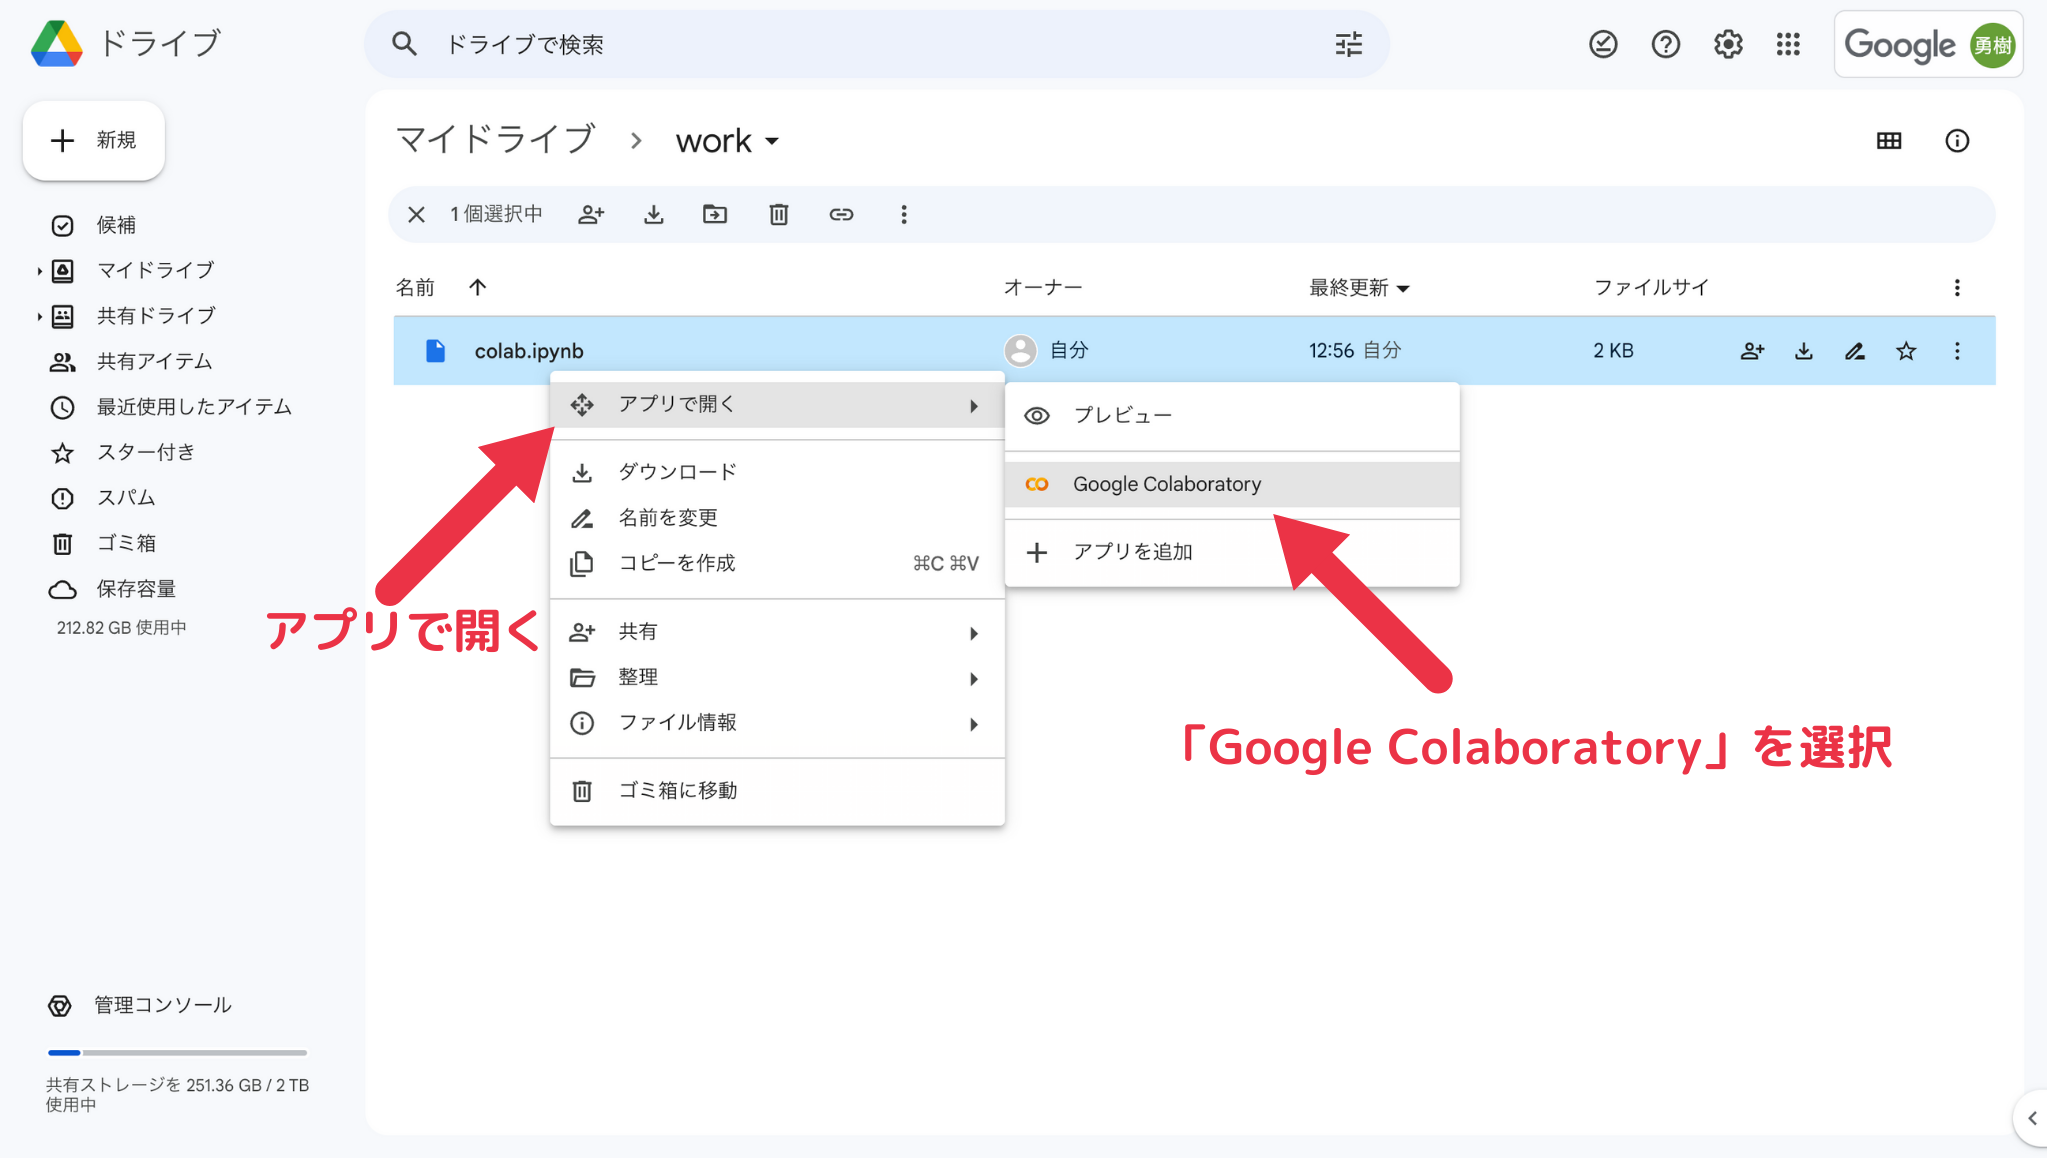 ドライブ
ドライブで検索
Google 勇樹
新規
マイドライブ work
1 個選択中
候補
マイドライブ
共有ドライブ
共有アイテム
最近使用したアイテム
スター付き
スパム
ゴミ箱
保存容量
212.82 GB 使用中
名前 オーナー 最終更新 ファイルサイ
colab.ipynb 自分 12:56 自分 2 KB
アプリで開く
ダウンロード
名前を変更
コピーを作成 ⌘C ⌘V
共有
整理
ファイル情報
ゴミ箱に移動
プレビュー
Google Colaboratory
アプリを追加
アプリで開く
「Google Colaboratory」を選択
管理コンソール
共有ストレージを 251.36 GB / 2 TB
使用中